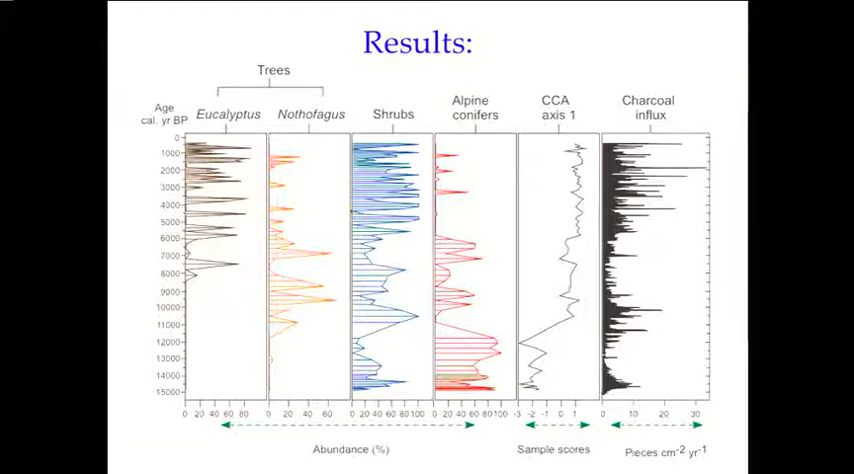 Results:
Trees
Age
cal. yr BP
Eucalyptus
Nothofagus
Shrubs
Alpine
conifers
CCA
axis 1
Charcoal
influx
0
1000
2000
3000
4000
5000
6000
7000
8000
9000
10000
11000
12000
13000
14000
15000
0 20 40 60 80
0 20 40 60
0 20 40 60 80 100
0 20 40 60 80 100
-3 -2 -1 0 1
0 10 20 30
Abundance (%)
Sample scores
Pieces cm-2 yr-1